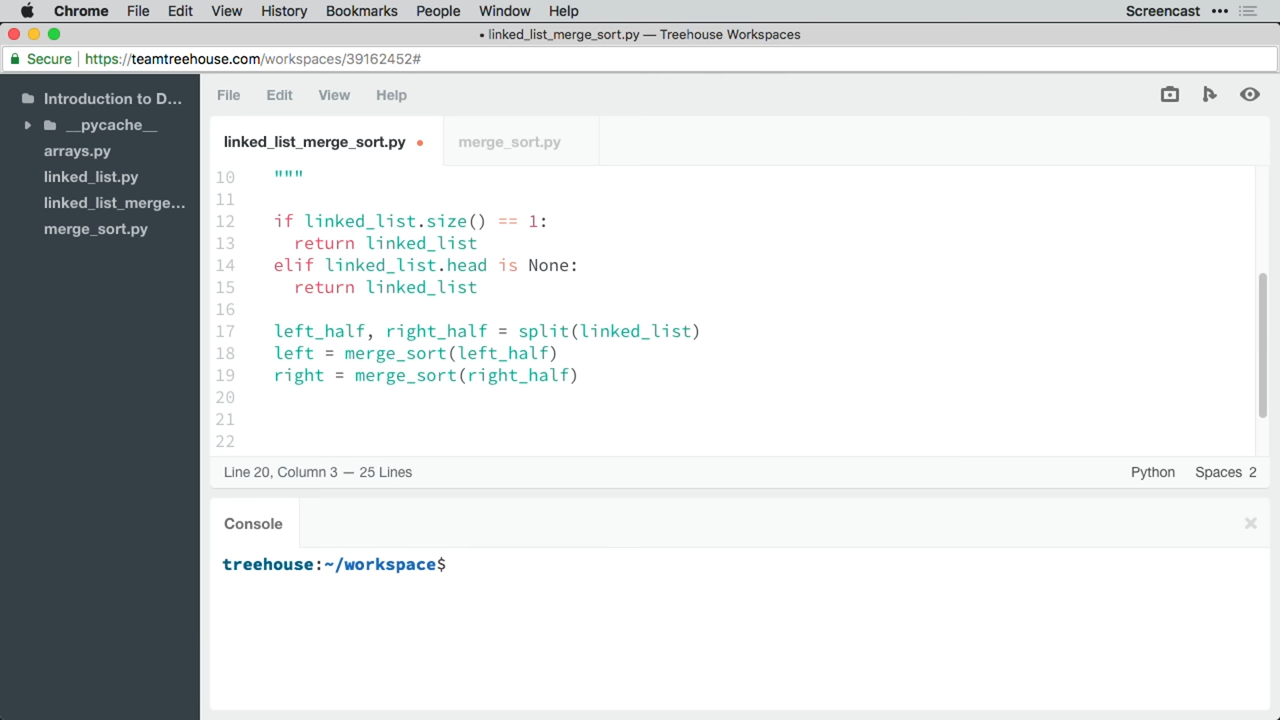 Chrome File Edit View History Bookmarks People Window Help Screencast •••
• linked_list_merge_sort.py — Treehouse Workspaces
Secure https://teamtreehouse.com/workspaces/39162452#
Introduction to D...
__pycache__
arrays.py
linked_list.py
linked_list_merge...
merge_sort.py
File Edit View Help
linked_list_merge_sort.py merge_sort.py
10 """
11
12 if linked_list.size() == 1:
13 return linked_list
14 elif linked_list.head is None:
15 return linked_list
16
17 left_half, right_half = split(linked_list)
18 left = merge_sort(left_half)
19 right = merge_sort(right_half)
20
21
22
Line 20, Column 3 — 25 Lines Python Spaces 2
Console
treehouse:~/workspace$